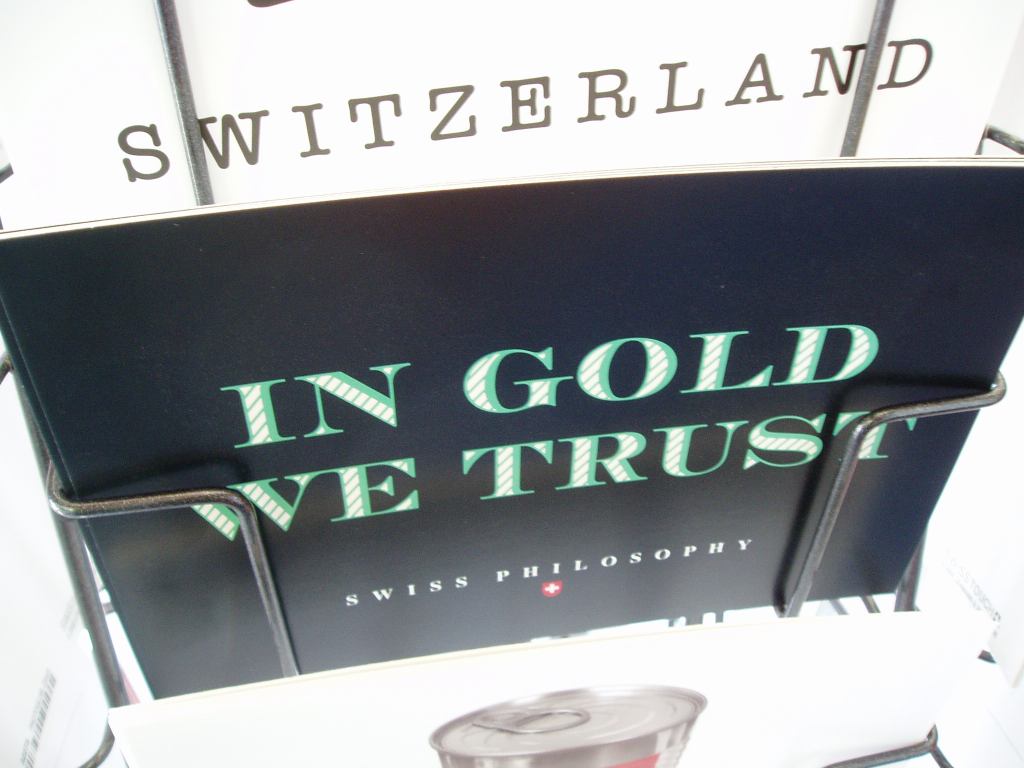 SWITZERLAND
IN GOLD
WE TRUST
SWISS PHILOSOPHY